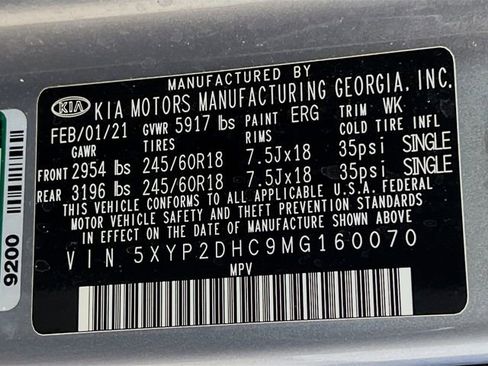 MANUFACTURED BY
KIA KIA MOTORS MANUFACTURING GEORGIA, INC.
FEB/01/21 GVWR 5917 lbs PAINT ERG TRIM WK
GAWR TIRES RIMS COLD TIRE INFL
FRONT 2954 lbs 245/60R18 7.5Jx18 35psi SINGLE
REAR 3196 lbs 245/60R18 7.5Jx18 35psi SINGLE
THIS VEHICLE CONFORMS TO ALL APPLICABLE U.S.A. FEDERAL
MOTOR VEHICLE SAFETY AND THEFT PREVENTION STANDARDS
IN EFFECT ON THE DATE OF MANUFACTURE SHOWN ABOVE.
VIN 5XYP2DHC9MG160070
MPV
9200